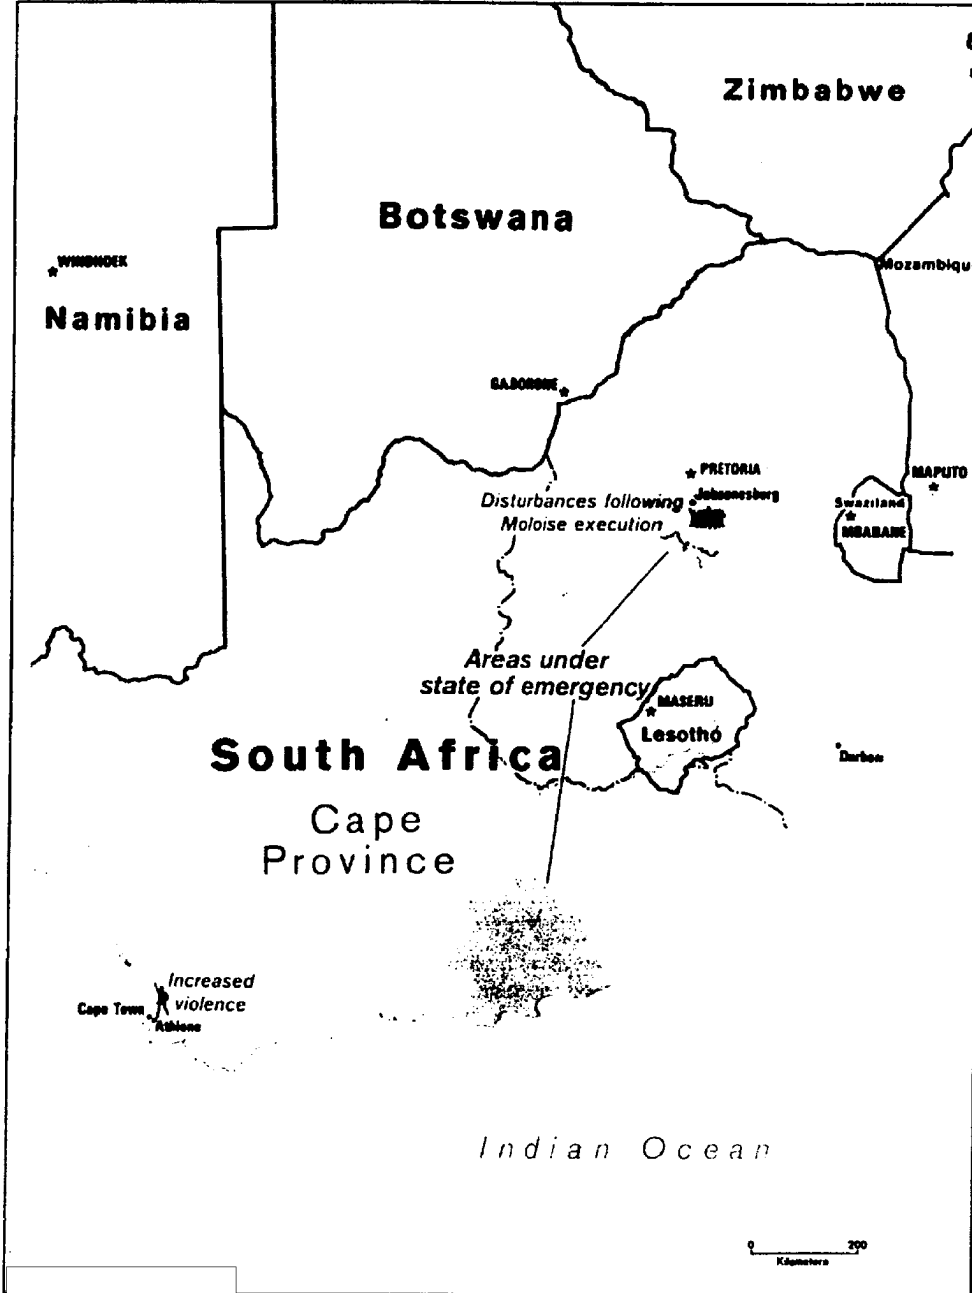 Zimbabwe
Botswana
WINDHOEK
Mozambiqu
Namibia
GABORONE
PRETORIA
MAPUTO
Johannesburg
Disturbances following
Moloise execution
Swaziland
MBABANE
Areas under
state of emergency
MASERU
Lesotho
South Africa
Durban
Cape
Province
Increased
violence
Cape Town
Athlone
Indian Ocean
0 200
Kilometers